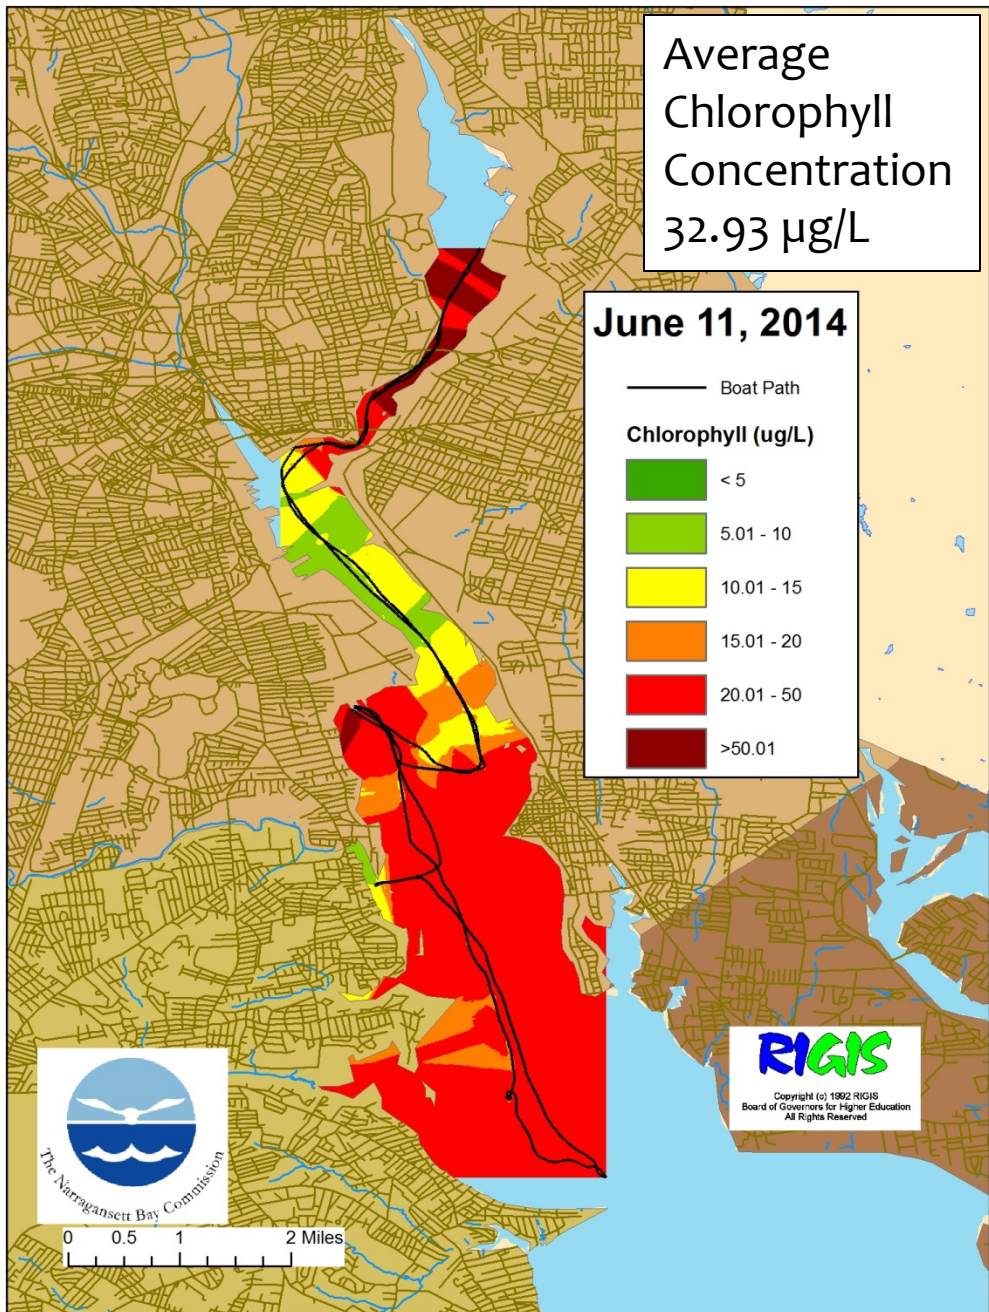 Average
Chlorophyll
Concentration
32.93 µg/L
June 11, 2014
Boat Path
Chlorophyll (ug/L)
< 5
5.01 - 10
10.01 - 15
15.01 - 20
20.01 - 50
>50.01
RIGIS
Copyright (c) 1992 RIGIS
Board of Governors for Higher Education
All Rights Reserved
The Narragansett Bay Commission
0 0.5 1 2 Miles